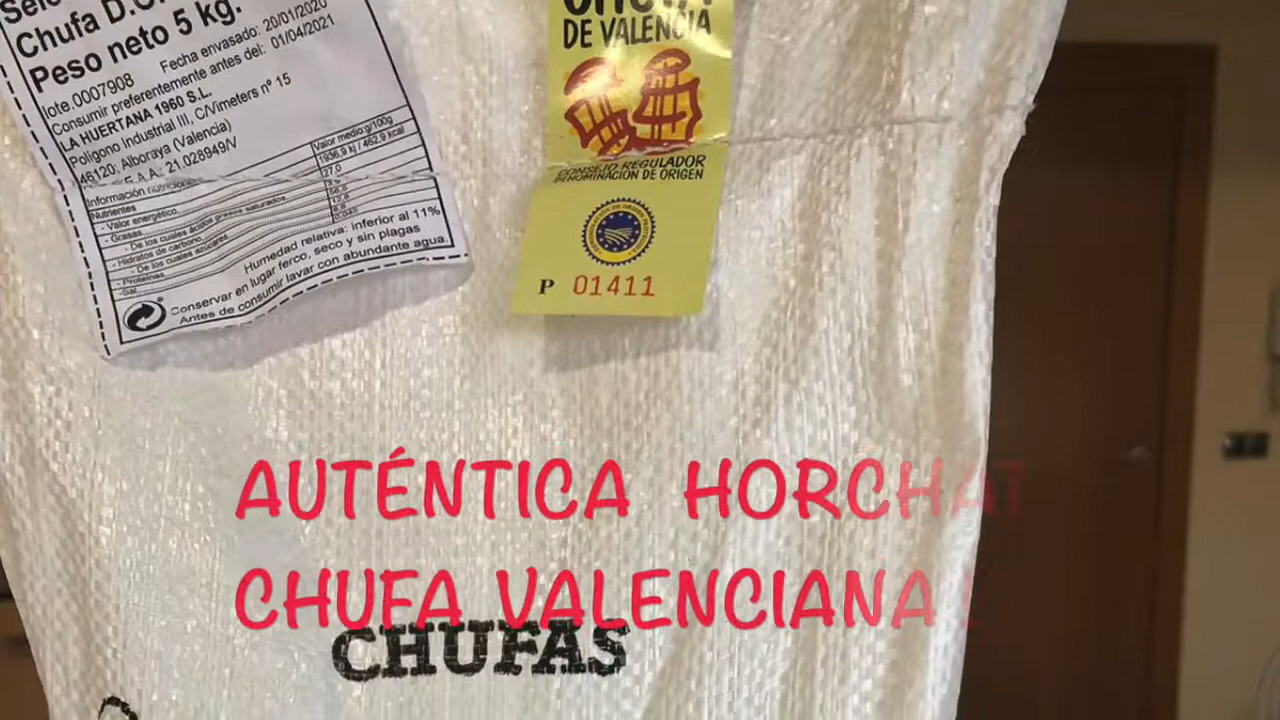 Chufa D.O.
Peso neto 5 kg.
lote.0007908 Fecha envasado: 20/01/2020
Consumir preferentemente antes del: 01/04/2021
LA HUERTANA 1960 S.L.
Poligono Industrial III, C/Vimeters nº 15
46120; Alboraya (Valencia)
21.028949/V
Información nutricional
Valor medio:g/100g
Nutrientes
- Valor energético 1936,9 kj / 462,9 kcal
- Grasas 27,0
- De los cuales ácidos grasos saturados
- Hidratos de carbono
- De los cuales azúcares
- Proteínas
-Sal
Humedad relativa: inferior al 11%
Conservar en lugar ferco, seco y sin plagas
Antes de consumir lavar con abundante agua.
DE VALENCIA
CONSEJO REGULADOR
DENOMINACIÓN DE ORIGEN
P 01411
AUTÉNTICA HORCHAT
CHUFA VALENCIANA
CHUFAS